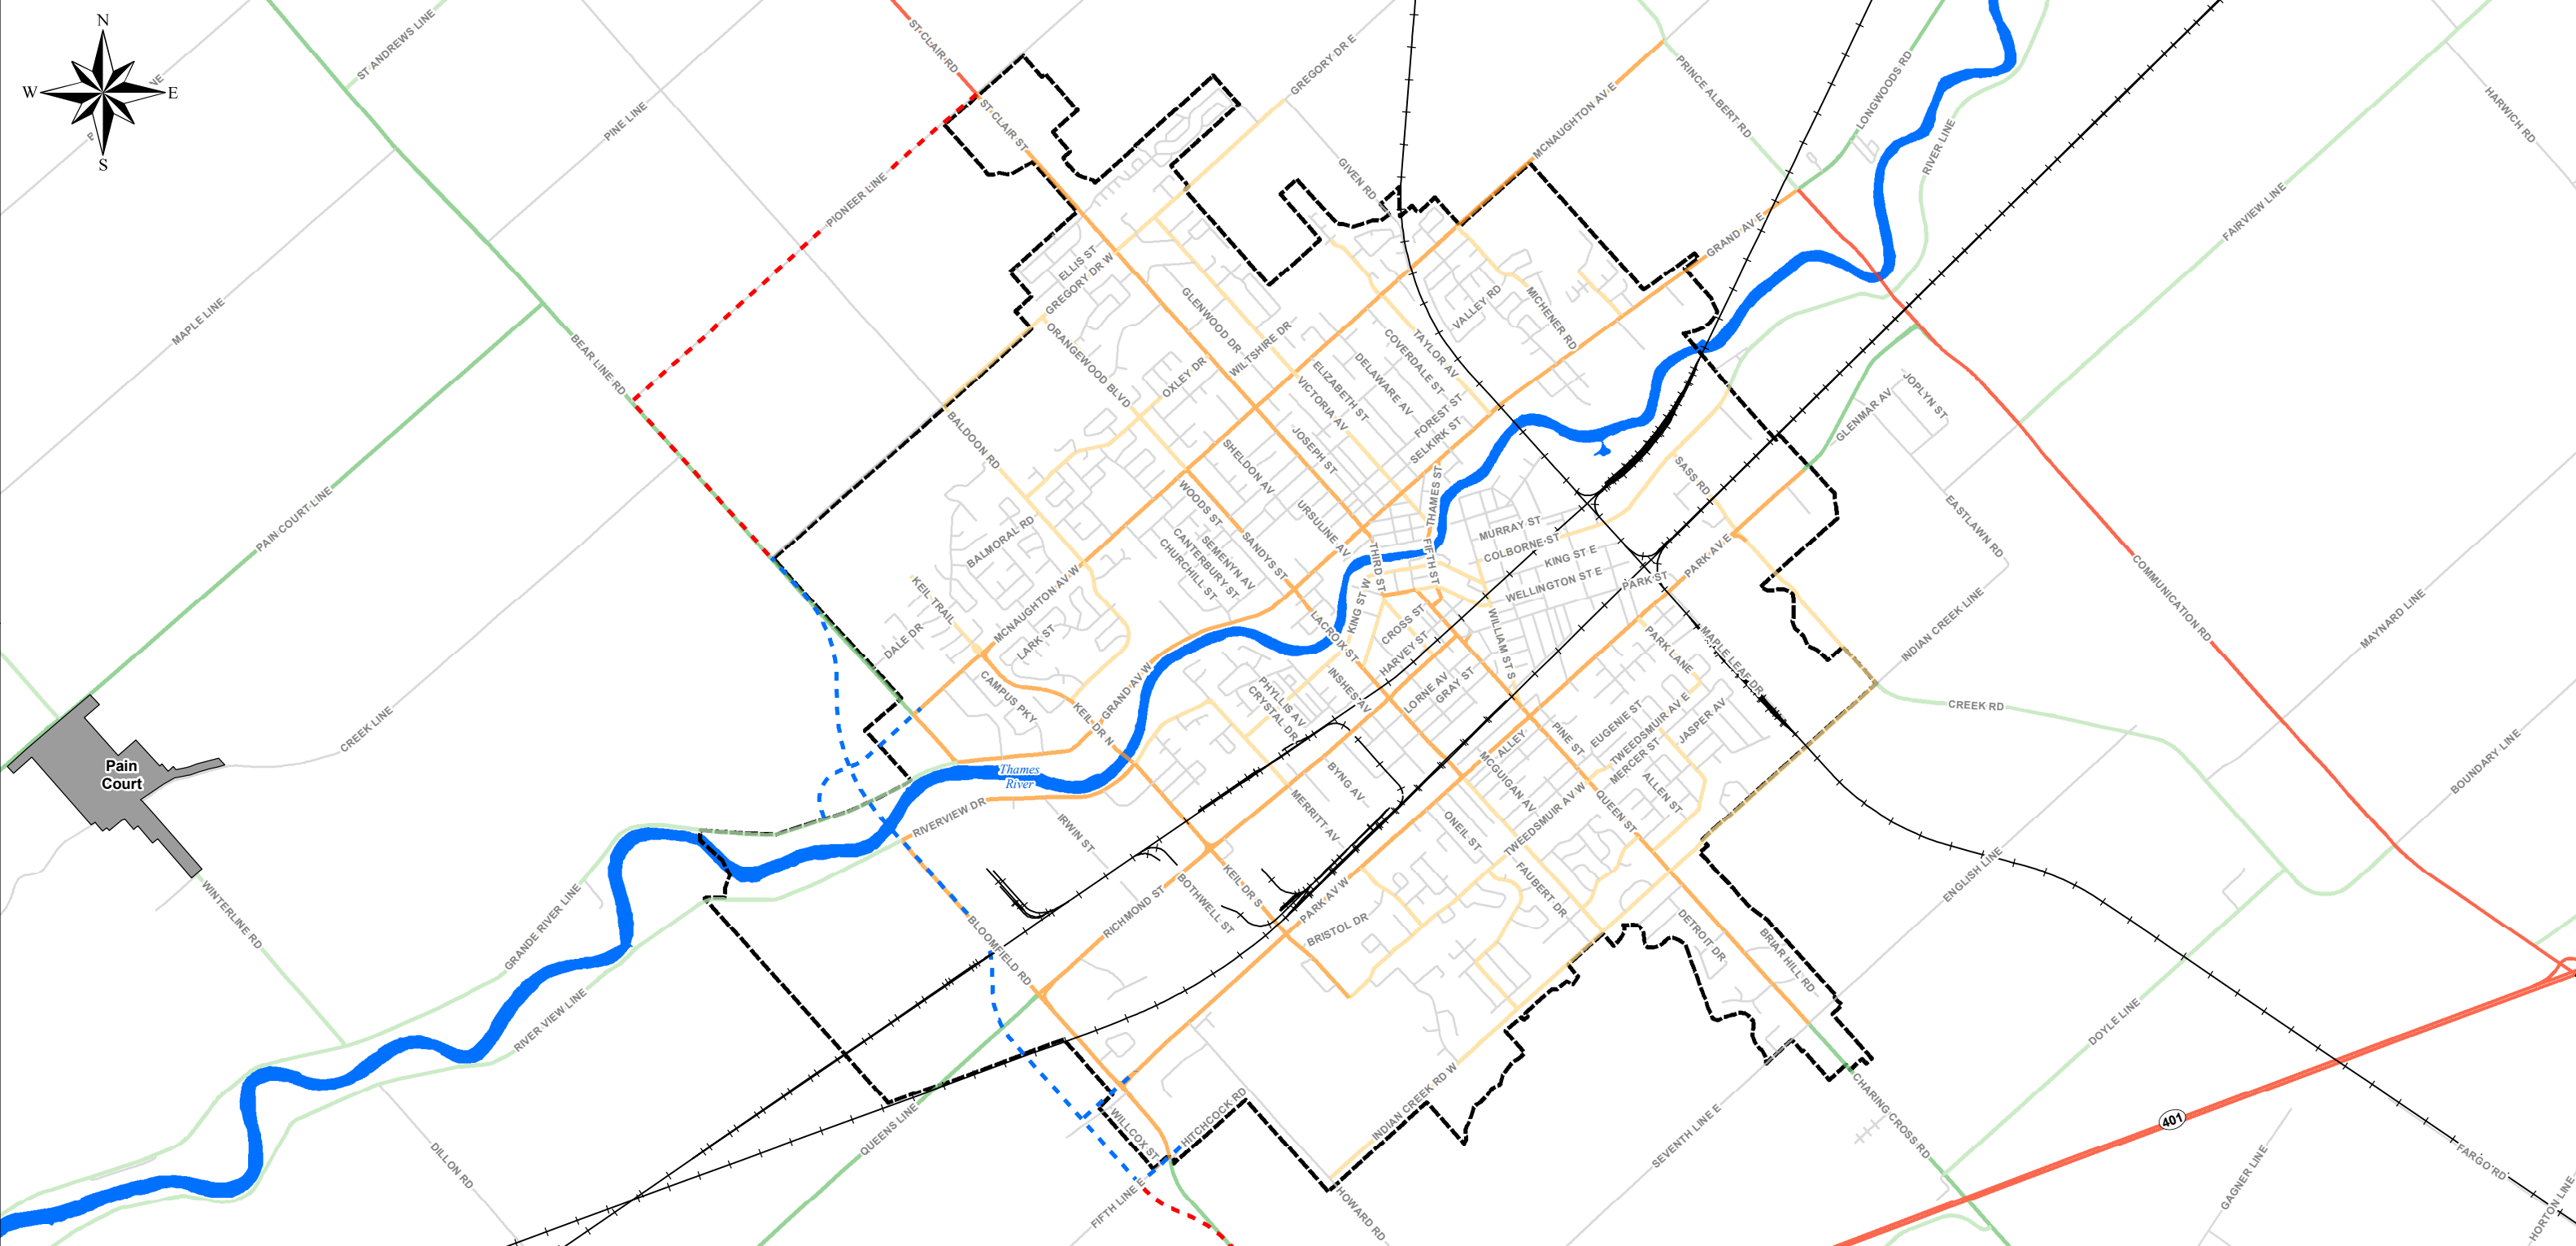 N
W
E
S
ST ANDREWS LINE
PINE LINE
ST CLAIR RD
ST CLAIR ST
PIONEER LINE
MAPLE LINE
BEAR LINE RD
PAIN COURT LINE
GREGORY DR E
GIVEN RD
MCNAUGHTON AV E
PRINCE ALBERT RD
LONGWOODS RD
RIVER LINE
HARWICH RD
FAIRVIEW LINE
GRAND AV E
ELLIS ST
GREGORY DR W
ORANGEWOOD BLVD
GLENWOOD DR
WILTSHIRE DR
OXLEY DR
VALLEY RD
MICHENER RD
TAYLOR AV
COVERDALE ST
DELAWARE AV
ELIZABETH ST
VICTORIA AV
FOREST ST
SELKIRK ST
JOSEPH ST
SHELDON AV
BALDOON RD
WOODS ST
SANDYS ST
URSULINE AV
SEMENYN AV
CANTERBURY ST
CHURCHILL ST
BALMORAL RD
KEIL TRAIL
MCNAUGHTON AV W
LARK ST
DALE DR
CAMPUS PKY
KEIL DR N
GRAND AV W
THAMES ST
THIRD ST
FIFTH ST
MURRAY ST
COLBORNE ST
KING ST E
WELLINGTON ST E
PARK ST
PARK AV E
SASS RD
GLENMAR AV
JOPLYN ST
EASTLAWN RD
INDIAN CREEK LINE
COMMUNICATION RD
MAYNARD LINE
BOUNDARY LINE
CREEK RD
KING ST W
LACROIX ST
CROSS ST
HARVEY ST
WILLIAM ST S
INSHES AV
LORNE AV
GRAY ST
PARK LANE
MAPLE LEAF DR
PHYLLIS AV
CRYSTAL DR
EUGENIE ST
TWEEDSMUIR AV E
MERCER ST
JASPER AV
PINE ST
ALLEY
MCGUIGAN AV
ALLEN ST
QUEEN ST
TWEEDSMUIR AV W
ONEIL ST
FAUBERT DR
BYNG AV
MERRITT AV
Thames
River
RIVERVIEW DR
IRWIN ST
KEIL DR S
BOTHWELL ST
RICHMOND ST
PARK AV W
BRISTOL DR
BLOOMFIELD RD
DETROIT DR
BRIAR HILL RD
ENGLISH LINE
DOYLE LINE
Pain
Court
CREEK LINE
WINTERLINE RD
GRANDE RIVER LINE
RIVER VIEW LINE
DILLON RD
QUEENS LINE
WILLCOX ST
HITCHCOCK RD
FIFTH LINE E
INDIAN CREEK RD W
HOWARD RD
SEVENTH LINE E
CHARING CROSS RD
401
GAGNER LINE
FARGO RD
HORTON LINE